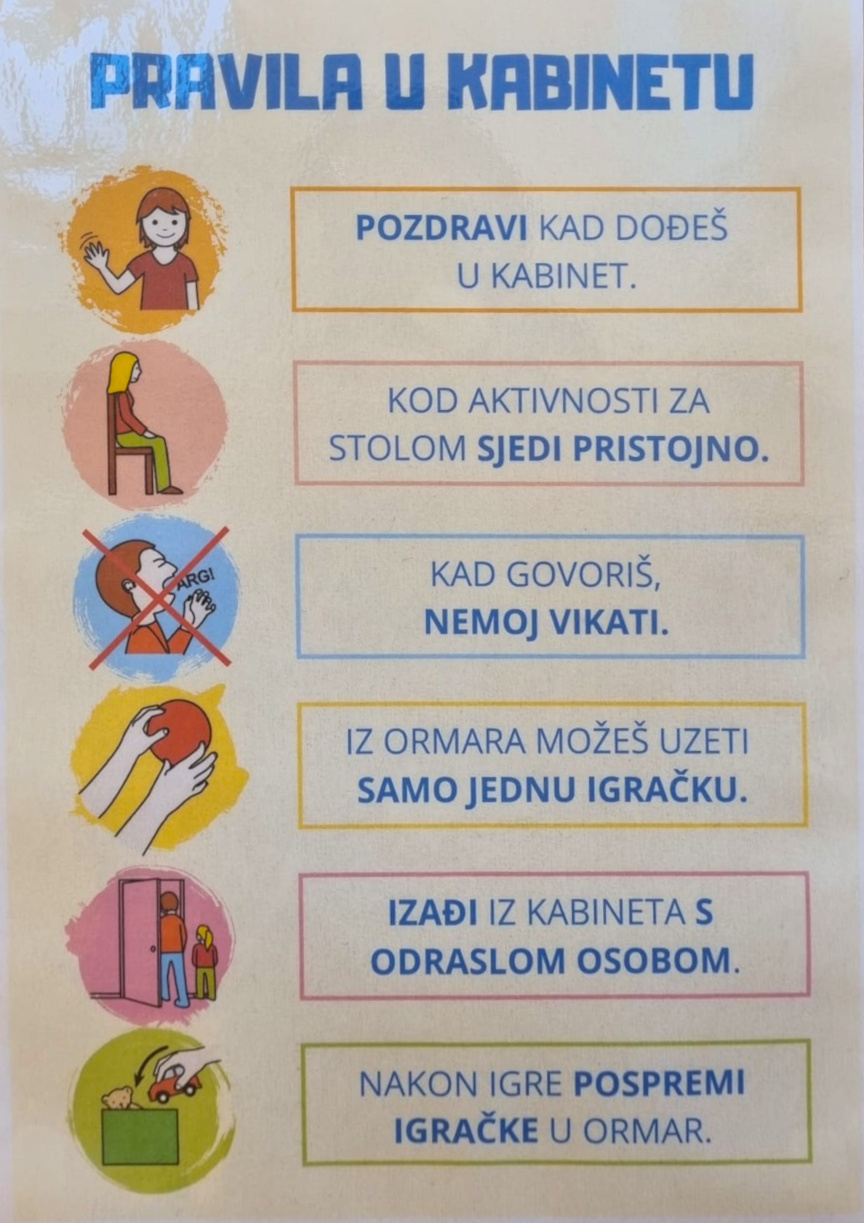 PRAVILA U KABINETU
POZDRAVI KAD DOĐEŠ
U KABINET.
KOD AKTIVNOSTI ZA
STOLOM SJEDI PRISTOJNO.
ARG!
KAD GOVORIŠ,
NEMOJ VIKATI.
IZ ORMARA MOŽEŠ UZETI
SAMO JEDNU IGRAČKU.
IZAĐI IZ KABINETA S
ODRASLOM OSOBOM.
NAKON IGRE POSPREMI
IGRAČKE U ORMAR.